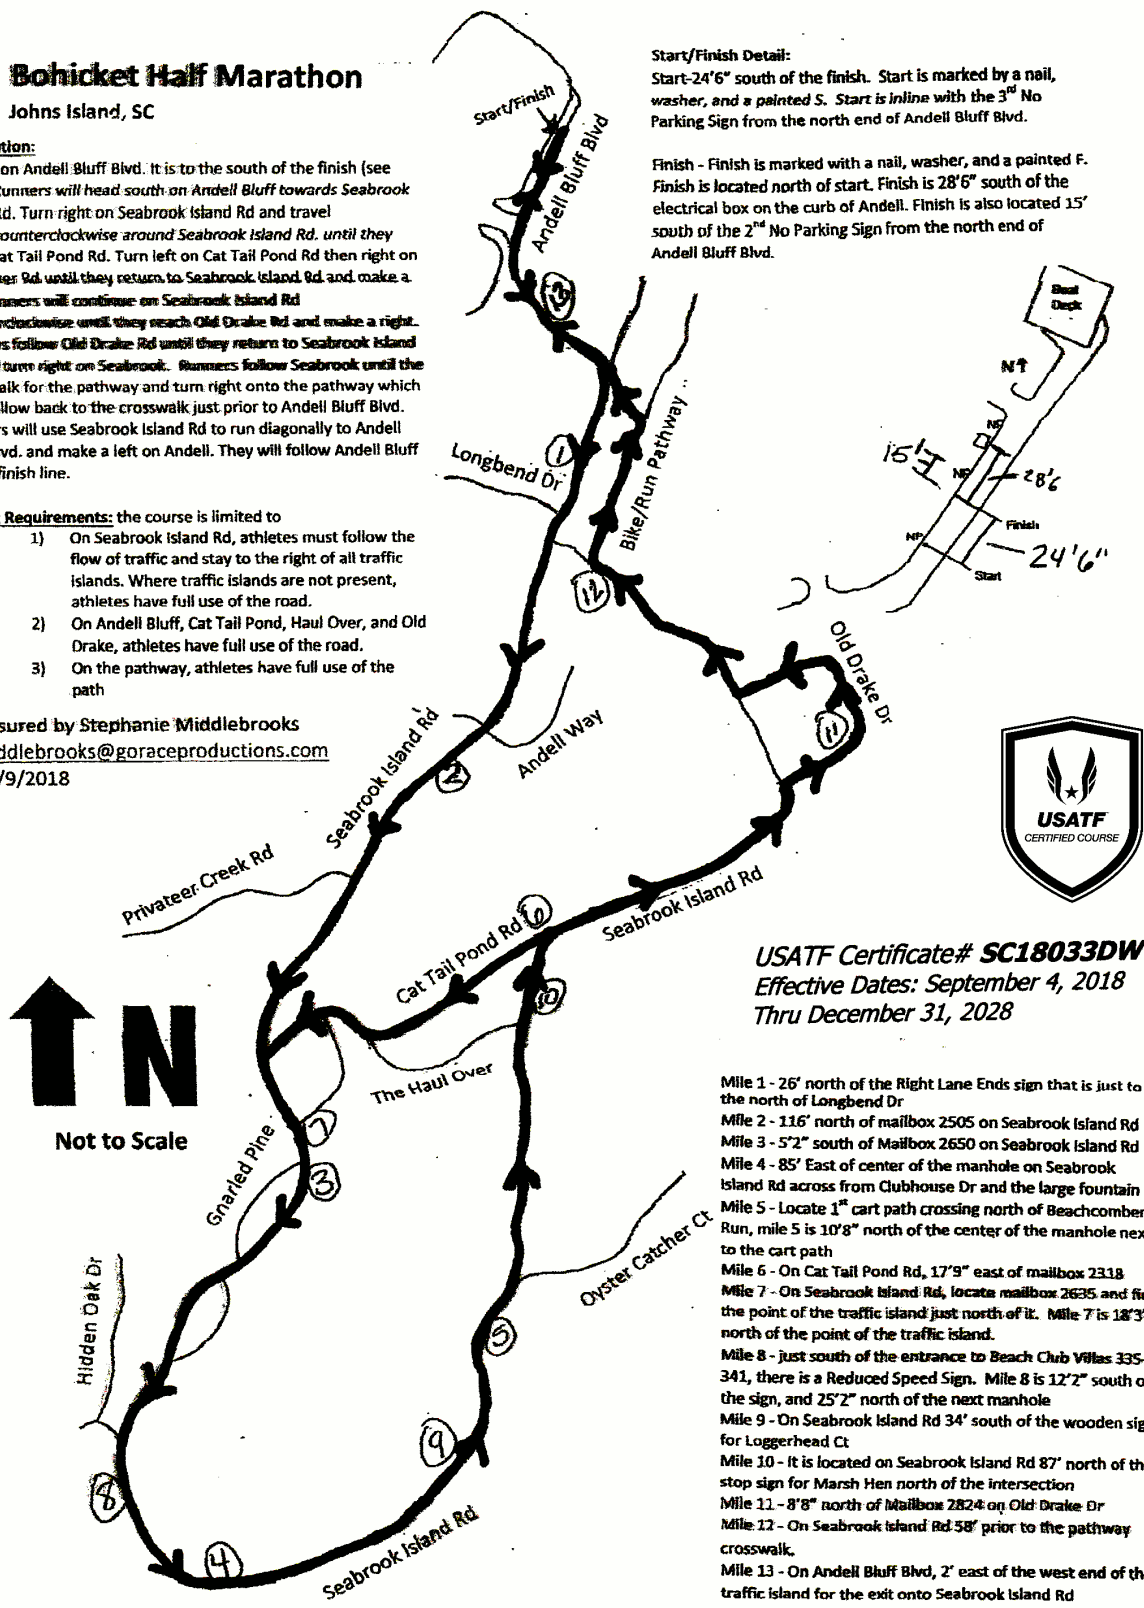 Bohicket Half Marathon
Johns Island, SC
tion:
on Andell Bluff Blvd. It is to the south of the finish (see
unners will head south on Andell Bluff towards Seabrook
d. Turn right on Seabrook Island Rd and travel
ounterclockwise around Seabrook Island Rd. until they
at Tail Pond Rd. Turn left on Cat Tail Pond Rd then right on
er Rd until they return to Seabrook Island Rd and make a
nners will continue on Seabrook Island Rd
rclockwise until they reach Old Drake Rd and make a right.
s follow Old Drake Rd until they return to Seabrook Island
turn right on Seabrook. Runners follow Seabrook until the
alk for the pathway and turn right onto the pathway which
llow back to the crosswalk just prior to Andell Bluff Blvd.
s will use Seabrook Island Rd to run diagonally to Andell
vd. and make a left on Andell. They will follow Andell Bluff
finish line.
Requirements: the course is limited to
1) On Seabrook Island Rd, athletes must follow the
flow of traffic and stay to the right of all traffic
islands. Where traffic islands are not present,
athletes have full use of the road.
2) On Andell Bluff, Cat Tail Pond, Haul Over, and Old
Drake, athletes have full use of the road.
3) On the pathway, athletes have full use of the
path
sured by Stephanie Middlebrooks
ddlebrooks@goraceproductions.com
/9/2018
Start/Finish Detail:
Start-24'6" south of the finish. Start is marked by a nail,
washer, and a painted S. Start is inline with the 3rd No
Parking Sign from the north end of Andell Bluff Blvd.
Finish - Finish is marked with a nail, washer, and a painted F.
Finish is located north of start. Finish is 28'6" south of the
electrical box on the curb of Andell. Finish is also located 15'
south of the 2nd No Parking Sign from the north end of
Andell Bluff Blvd.
Start/Finish
Andell Bluff Blvd
13
Deck
N↑
NP
15'
NP
28'6
Finish
NP
24'6"
Start
1
Longbend Dr
Bike/Run Pathway
12
Old Drake Dr
11
Seabrook Island Rd
Andell Way
2
Privateer Creek Rd
USATF
CERTIFIED COURSE
6
Cat Tail Pond Rd
Seabrook Island Rd
10
USATF Certificate# SC18033DW
Effective Dates: September 4, 2018
Thru December 31, 2028
N
Not to Scale
The Haul Over
7
Gnarled Pine
3
Hidden Oak Dr
Oyster Catcher Ct
5
9
8
4
Seabrook Island Rd
Mile 1 - 26' north of the Right Lane Ends sign that is just to
the north of Longbend Dr
Mile 2 - 116' north of mailbox 2505 on Seabrook Island Rd
Mile 3 - 5'2" south of Mailbox 2650 on Seabrook Island Rd
Mile 4 - 85' East of center of the manhole on Seabrook
Island Rd across from Clubhouse Dr and the large fountain
Mile 5 - Locate 1st cart path crossing north of Beachcomber
Run, mile 5 is 10'8" north of the center of the manhole nex
to the cart path
Mile 6 - On Cat Tail Pond Rd, 17'9" east of mailbox 2318
Mile 7 - On Seabrook Island Rd, locate mailbox 2635 and fi
the point of the traffic island just north of it. Mile 7 is 18'3"
north of the point of the traffic island.
Mile 8 - just south of the entrance to Beach Club Villas 335-
341, there is a Reduced Speed Sign. Mile 8 is 12'2" south o
the sign, and 25'2" north of the next manhole
Mile 9 - On Seabrook Island Rd 34' south of the wooden sig
for Loggerhead Ct
Mile 10 - It is located on Seabrook Island Rd 87' north of th
stop sign for Marsh Hen north of the intersection
Mile 11 - 8'8" north of Mailbox 2824 on Old Drake Dr
Mile 12 - On Seabrook Island Rd 58' prior to the pathway
crosswalk.
Mile 13 - On Andell Bluff Blvd, 2' east of the west end of th
traffic island for the exit onto Seabrook Island Rd